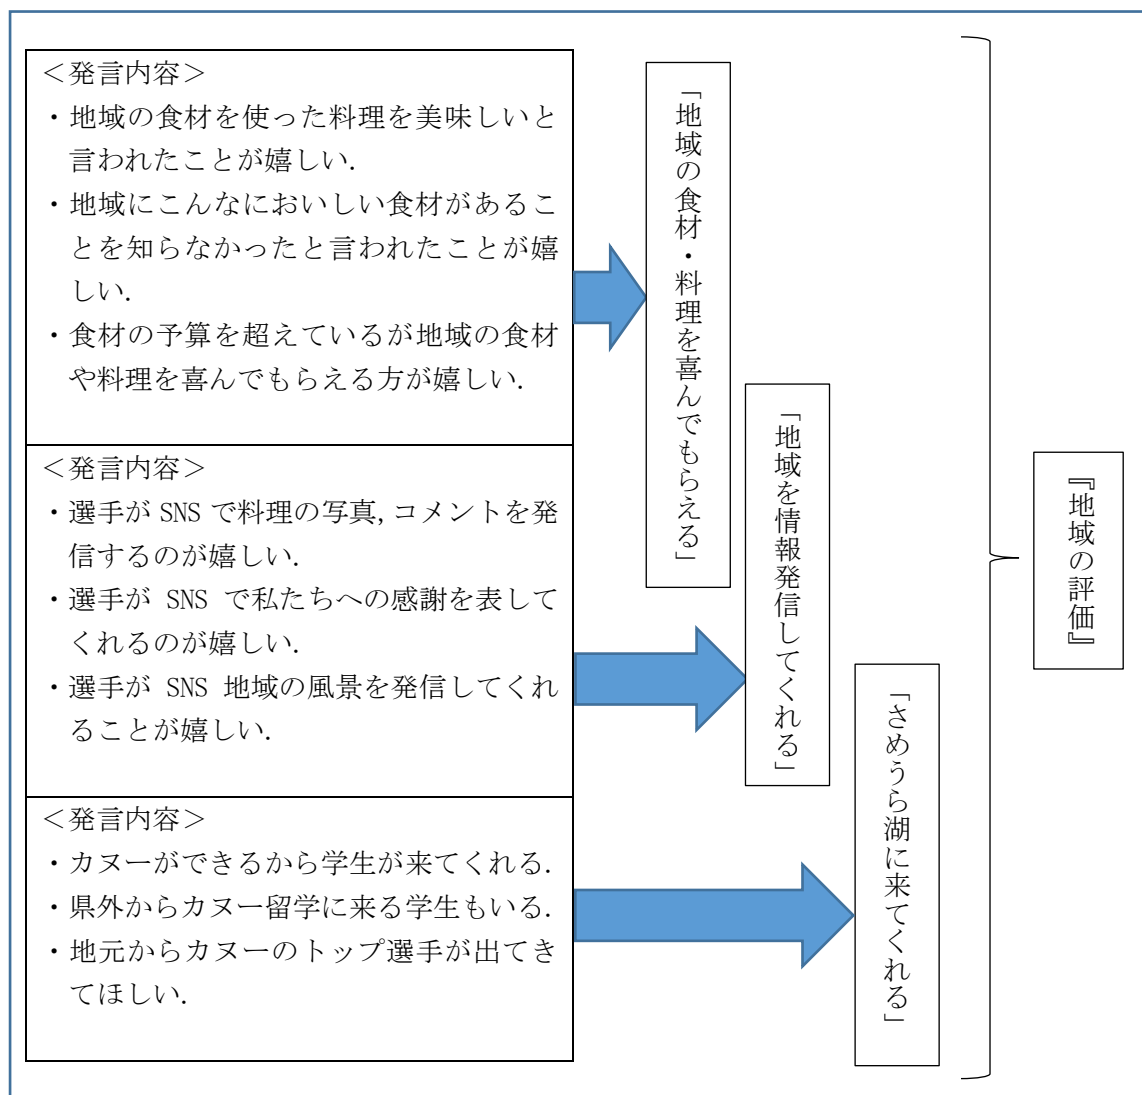 ＜発言内容＞
・地域の食材を使った料理を美味しいと
言われたことが嬉しい.
・地域にこんなにおいしい食材があるこ
とを知らなかったと言われたことが嬉
しい.
・食材の予算を超えているが地域の食材
や料理を喜んでもらえる方が嬉しい.
「地域の食材・料理を喜んでもらえる」
＜発言内容＞
・選手が SNS で料理の写真,コメントを発
信するのが嬉しい.
・選手が SNS で私たちへの感謝を表して
くれるのが嬉しい.
・選手が SNS 地域の風景を発信してくれ
ることが嬉しい.
「地域を情報発信してくれる」
＜発言内容＞
・カヌーができるから学生が来てくれる.
・県外からカヌー留学に来る学生もいる.
・地元からカヌーのトップ選手が出てき
てほしい.
「さめうら湖に来てくれる」
『地域の評価』